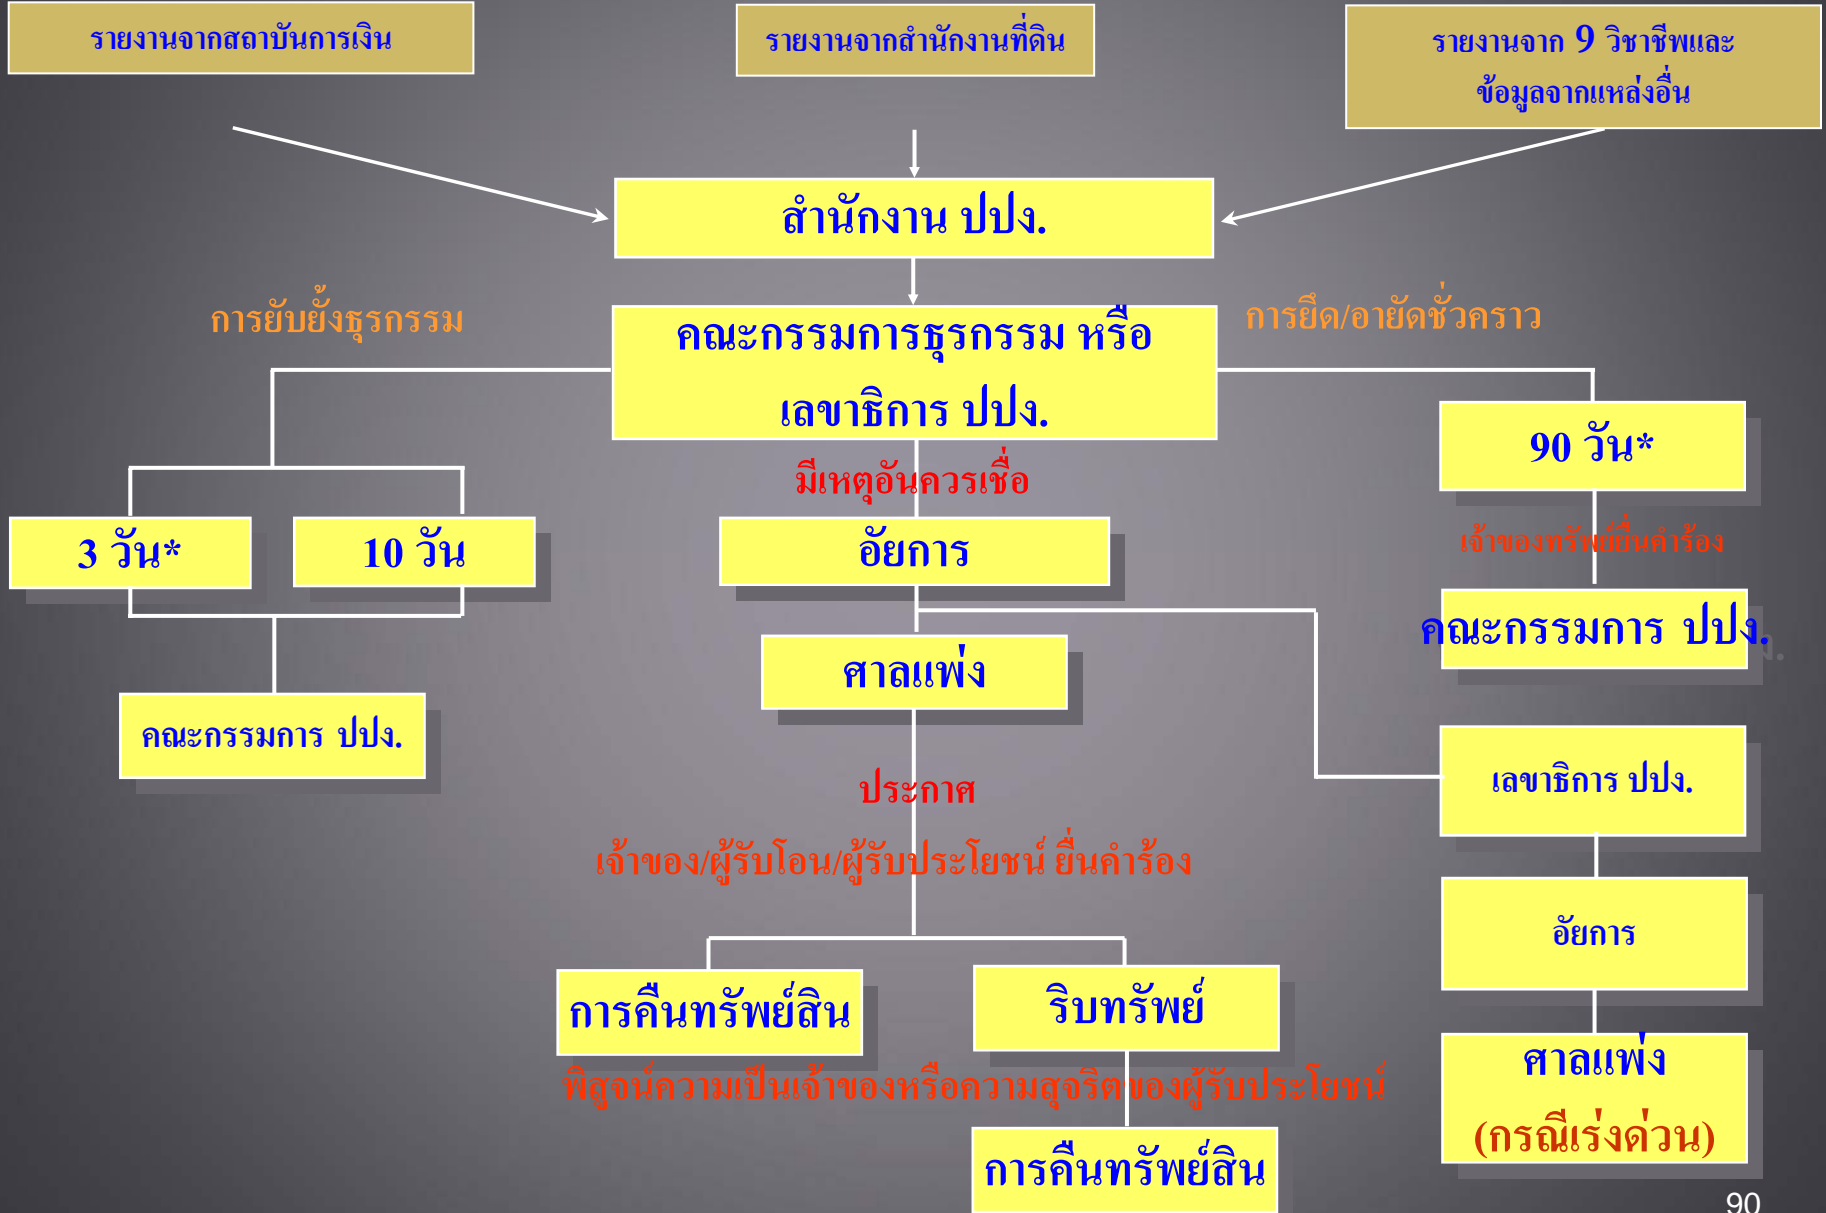 รายงานจากสถาบันการเงิน
รายงานจากสำนักงานที่ดิน
รายงานจาก 9 วิชาชีพและ
ข้อมูลจากแหล่งอื่น
สำนักงาน ปปง.
การยับยั้งธุรกรรม
คณะกรรมการธุรกรรม หรือ
เลขาธิการ ปปง.
การยึด/อายัดชั่วคราว
90 วัน*
มีเหตุอันควรเชื่อ
3 วัน*
10 วัน
อัยการ
เจ้าของทรัพย์ยื่นคำร้อง
คณะกรรมการ ปปง.
ศาลแพ่ง
คณะกรรมการ ปปง.
เลขาธิการ ปปง.
ประกาศ
เจ้าของ/ผู้รับโอน/ผู้รับประโยชน์ ยื่นคำร้อง
อัยการ
การคืนทรัพย์สิน
ริบทรัพย์
ศาลแพ่ง
(กรณีเร่งด่วน)
พิสูจน์ความเป็นเจ้าของหรือความสุจริตของผู้รับประโยชน์
การคืนทรัพย์สิน
90